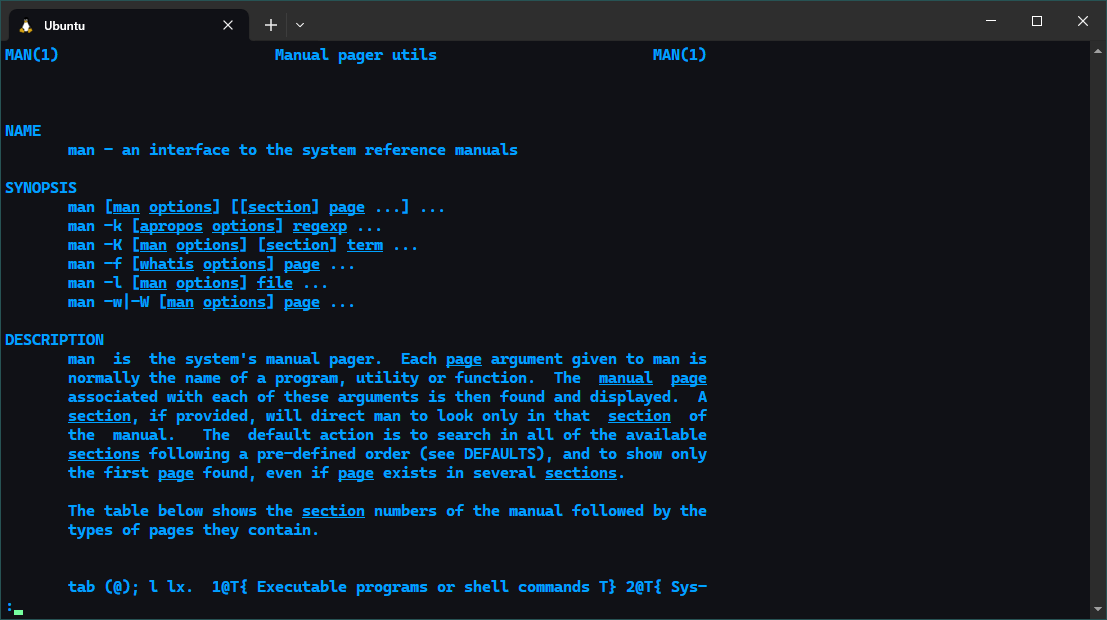 Ubuntu
MAN(1)                        Manual pager utils                        MAN(1)
NAME
       man - an interface to the system reference manuals
SYNOPSIS
       man [man options] [[section] page ...] ...
       man -k [apropos options] regexp ...
       man -K [man options] [section] term ...
       man -f [whatis options] page ...
       man -l [man options] file ...
       man -w|-W [man options] page ...
DESCRIPTION
       man  is  the system's manual pager.  Each page argument given to man is
       normally the name of a program, utility or function.  The  manual  page
       associated with each of these arguments is then found and displayed.  A
       section, if provided, will direct man to look only in that  section  of
       the  manual.   The  default action is to search in all of the available
       sections following a pre-defined order (see DEFAULTS), and to show only
       the first page found, even if page exists in several sections.
       The table below shows the section numbers of the manual followed by the
       types of pages they contain.
       tab (@); l lx.  1@T{ Executable programs or shell commands T} 2@T{ Sys-
: